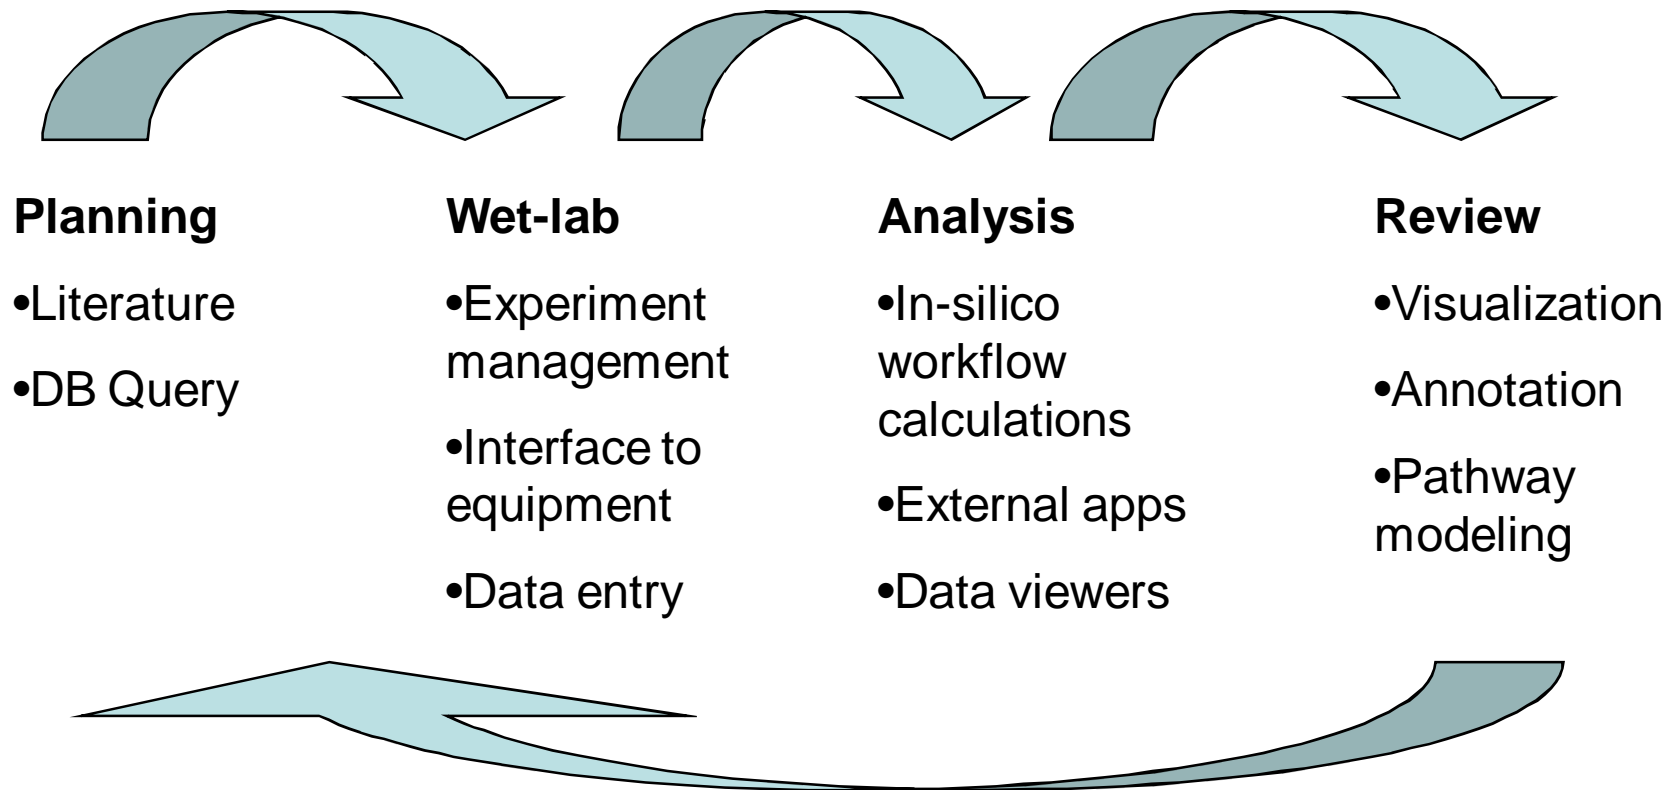 Planning
•Literature
•DB Query
Wet-lab
•Experiment
management
•Interface to
equipment
•Data entry
Analysis
•In-silico
workflow
calculations
•External apps
•Data viewers
Review
•Visualization
•Annotation
•Pathway
modeling